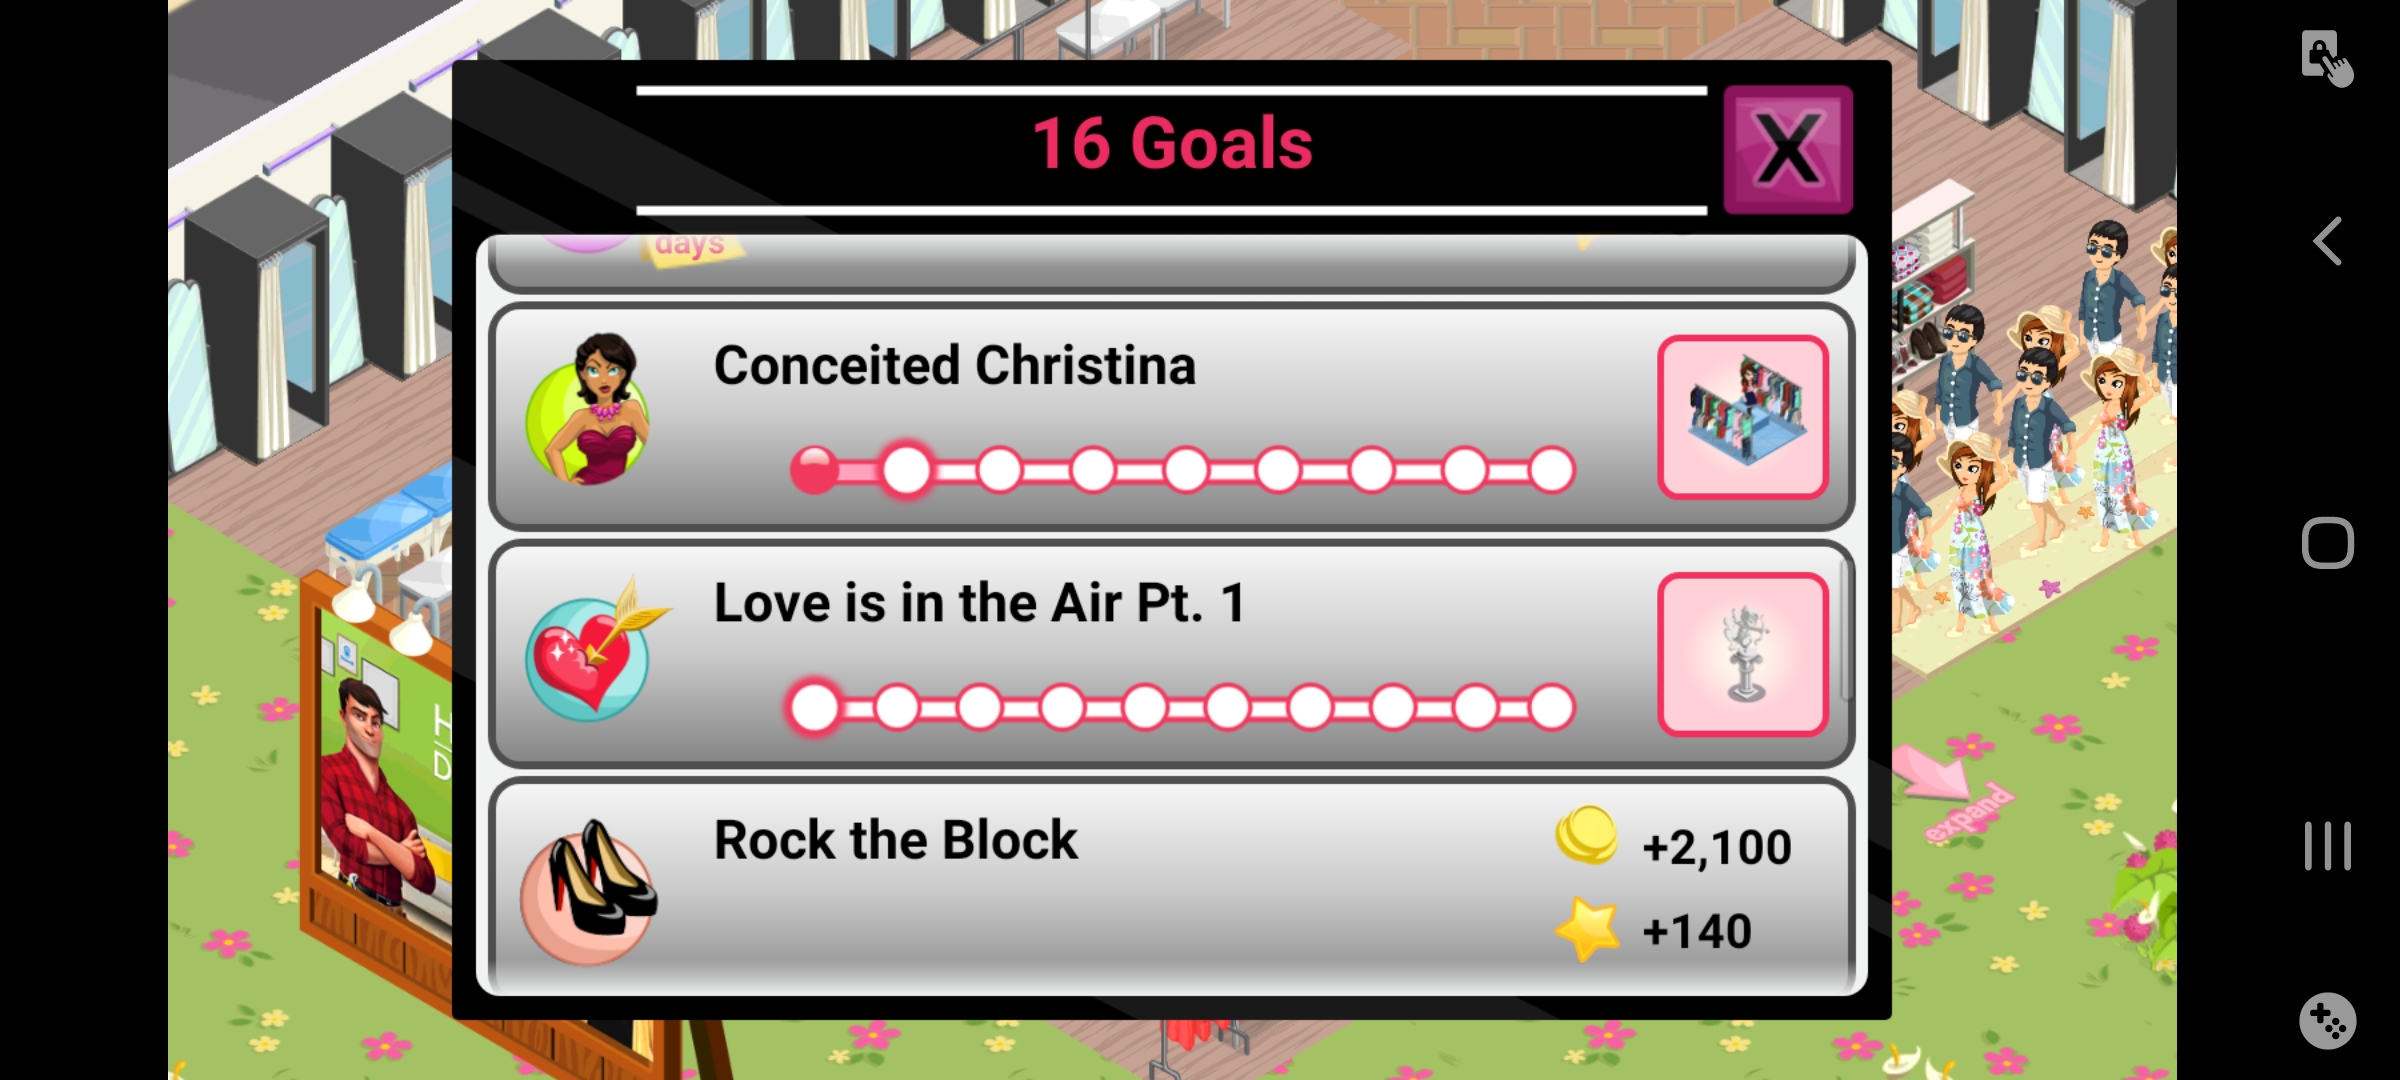 16 Goals
X
days
Conceited Christina
Love is in the Air Pt. 1
Rock the Block
+2,100
+140
H
D
expand